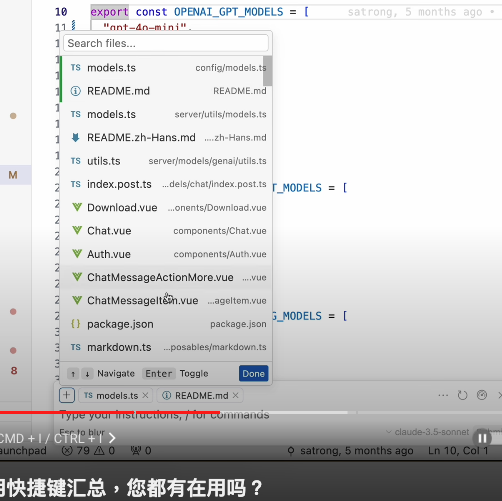 10 export const OPENAI_GPT_MODELS = [ satrong, 5 months ago •
11 "gpt-4o-mini",
Search files...
TS models.ts config/models.ts
README.md README.md
TS models.ts server/utils/models.ts
README.zh-Hans.md ....zh-Hans.md
TS utils.ts server/models/genai/utils.ts
TS index.post.ts ...dels/chat/index.post.ts
T_MODELS = [
Download.vue ...onents/Download.vue
Chat.vue components/Chat.vue
Auth.vue components/Auth.vue
ChatMessageActionMore.vue ....vue
ChatMessageItem.vue ...ageItem.vue
{} package.json package.json
G_MODELS = [
TS markdown.ts ...posables/markdown.ts
M
8
↑ ↓ Navigate Enter Toggle Done
+ TS models.ts × README.md × ...
Type your instructions, / for commands
Esc to blur claude-3.5-sonnet
CMD + I / CTRL + I
aunchpad 79 0 0 satrong, 5 months ago Ln 10, Col 1
用快捷键汇总，您都有在用吗？